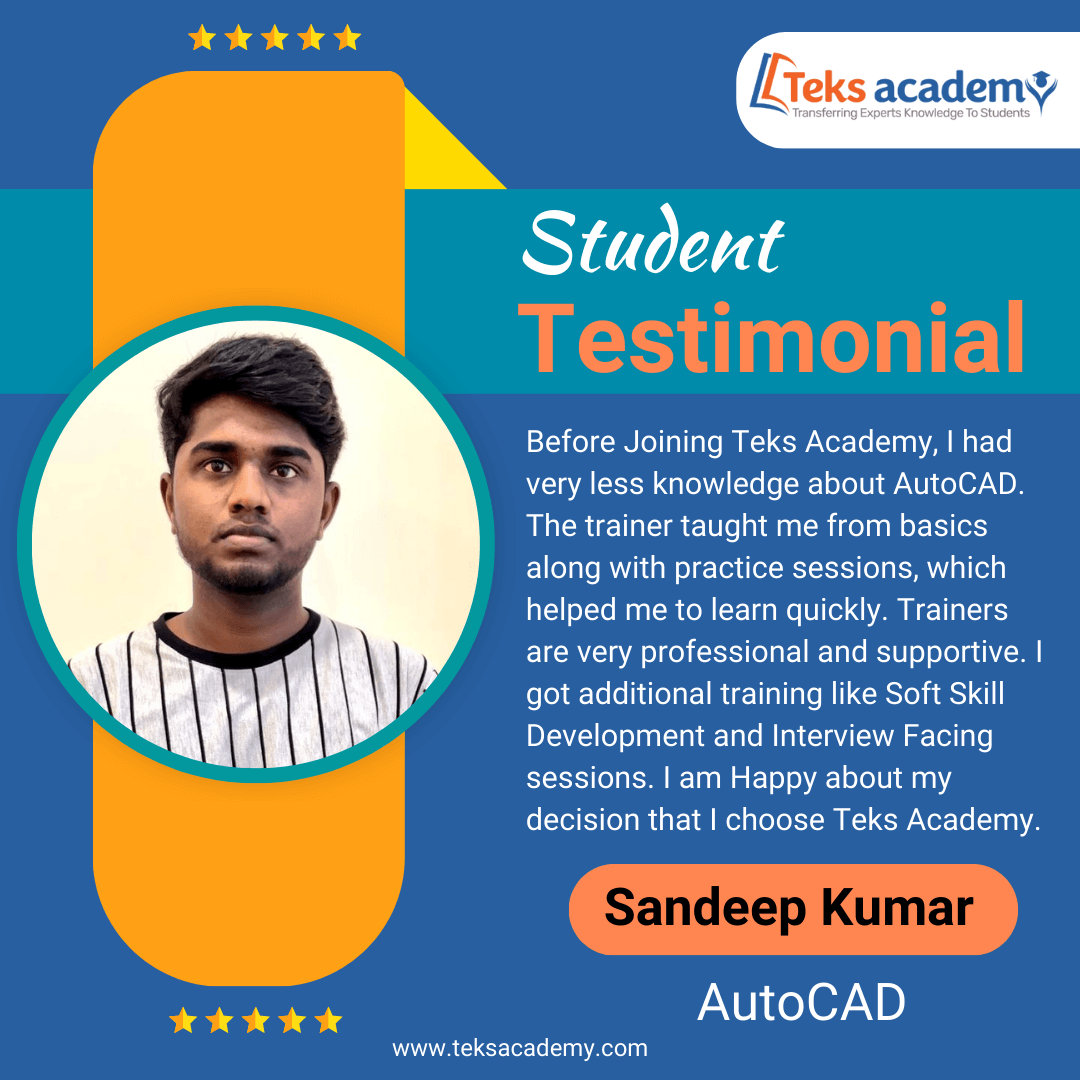 Teks academy
Transferring Experts Knowledge To Students
Student
Testimonial
Before Joining Teks Academy, I had
very less knowledge about AutoCAD.
The trainer taught me from basics
along with practice sessions, which
helped me to learn quickly. Trainers
are very professional and supportive. I
got additional training like Soft Skill
Development and Interview Facing
sessions. I am Happy about my
decision that I choose Teks Academy.
Sandeep Kumar
AutoCAD
www.teksacademy.com